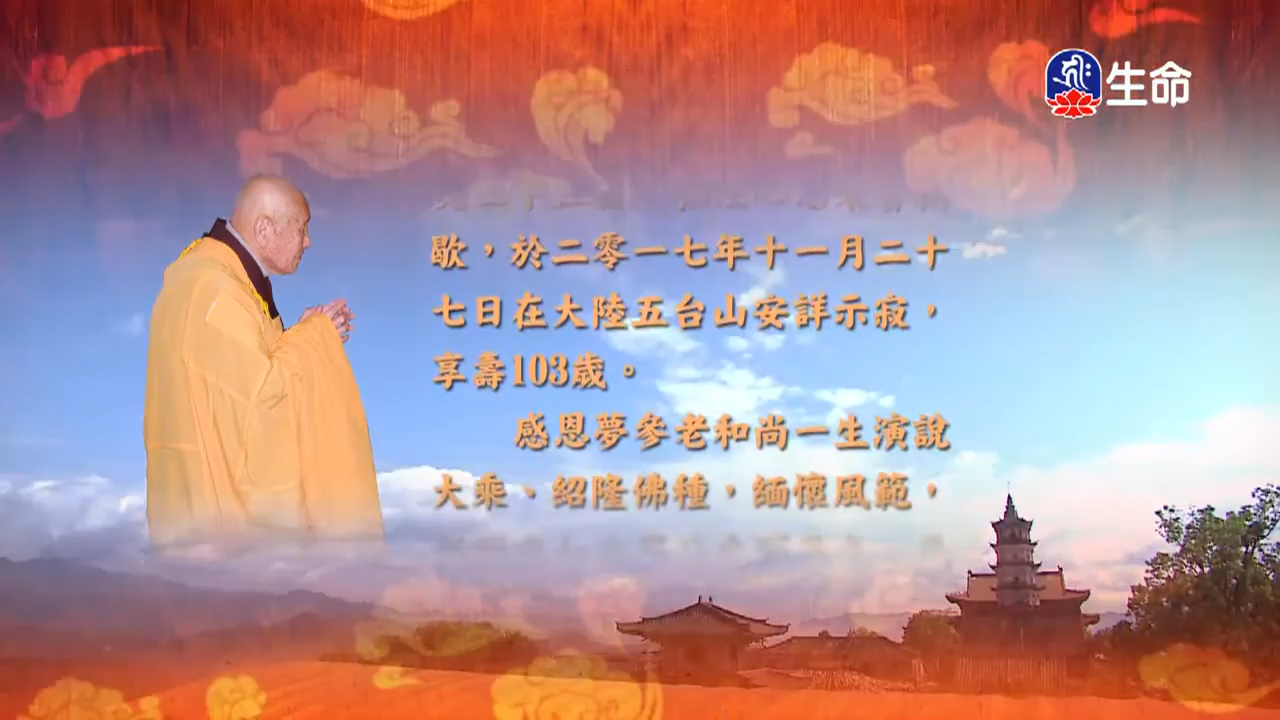 生命
歇，於二零一七年十一月二十
七日在大陸五台山安詳示寂，
享壽103歲。
感恩夢參老和尚一生演說
大乘、紹隆佛種，緬懷風範，